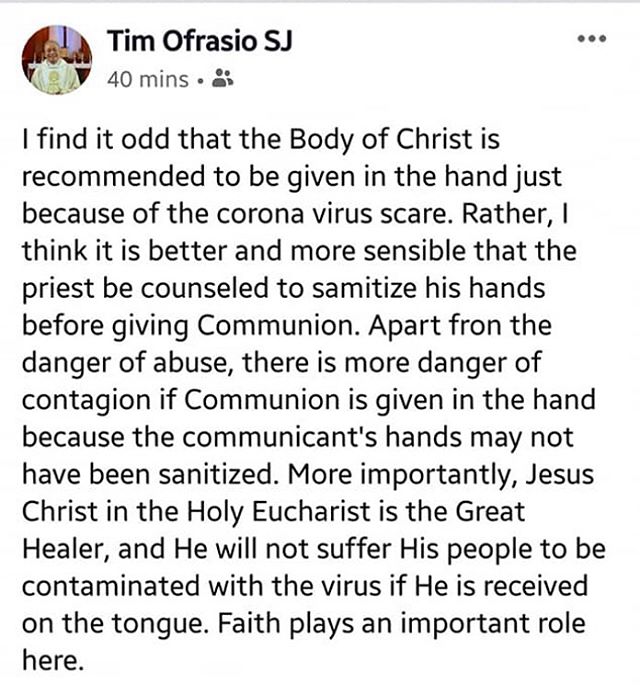 Tim Ofrasio SJ
40 mins •
I find it odd that the Body of Christ is
recommended to be given in the hand just
because of the corona virus scare. Rather, I
think it is better and more sensible that the
priest be counseled to samitize his hands
before giving Communion. Apart fron the
danger of abuse, there is more danger of
contagion if Communion is given in the hand
because the communicant's hands may not
have been sanitized. More importantly, Jesus
Christ in the Holy Eucharist is the Great
Healer, and He will not suffer His people to be
contaminated with the virus if He is received
on the tongue. Faith plays an important role
here.